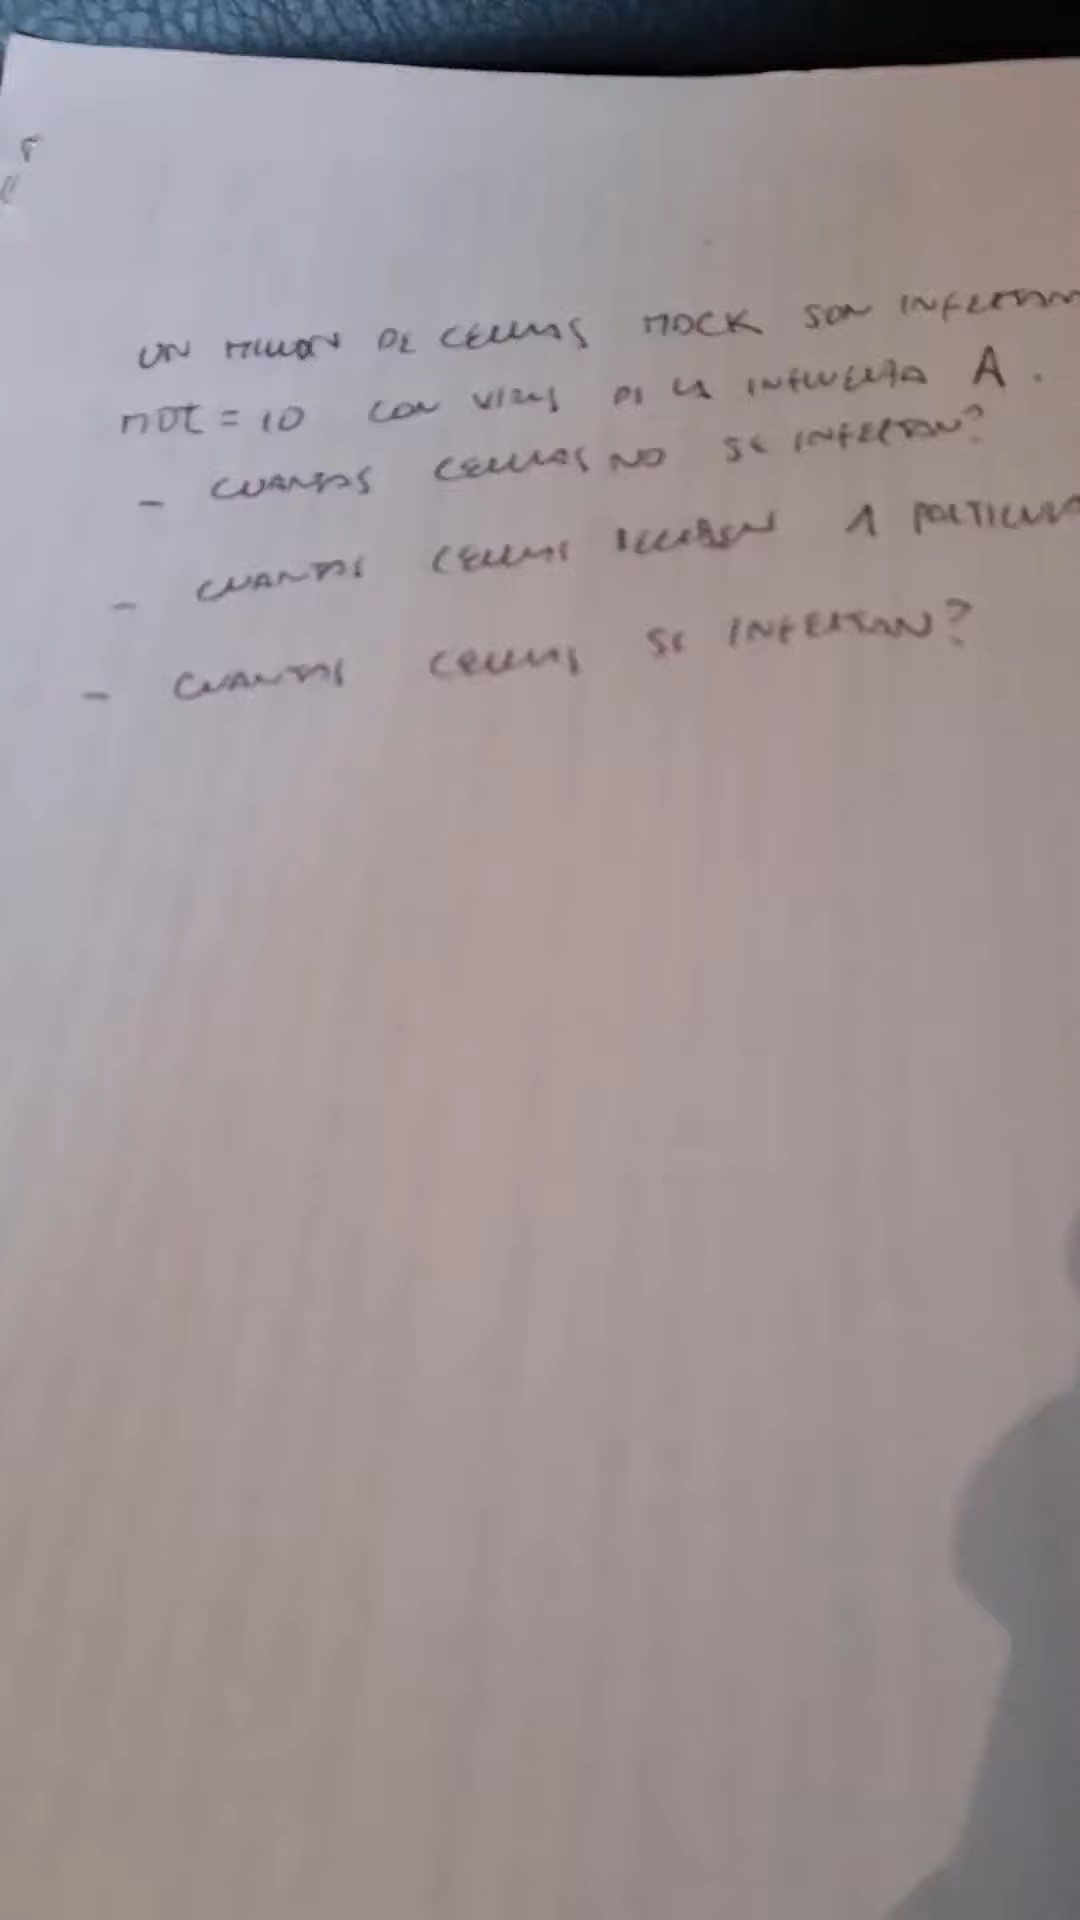 UN MILLON DE CELULAS MDCK SON INFECTAD
MOI = 10 CON VIRUS DE LA INFLUENZA A.
- CUANTAS CELULAS NO SE INFECTAN?
- CUANTAS CELULAS RECIBEN 1 PARTICULA
- CUANTAS CELULAS SE INFECTAN?